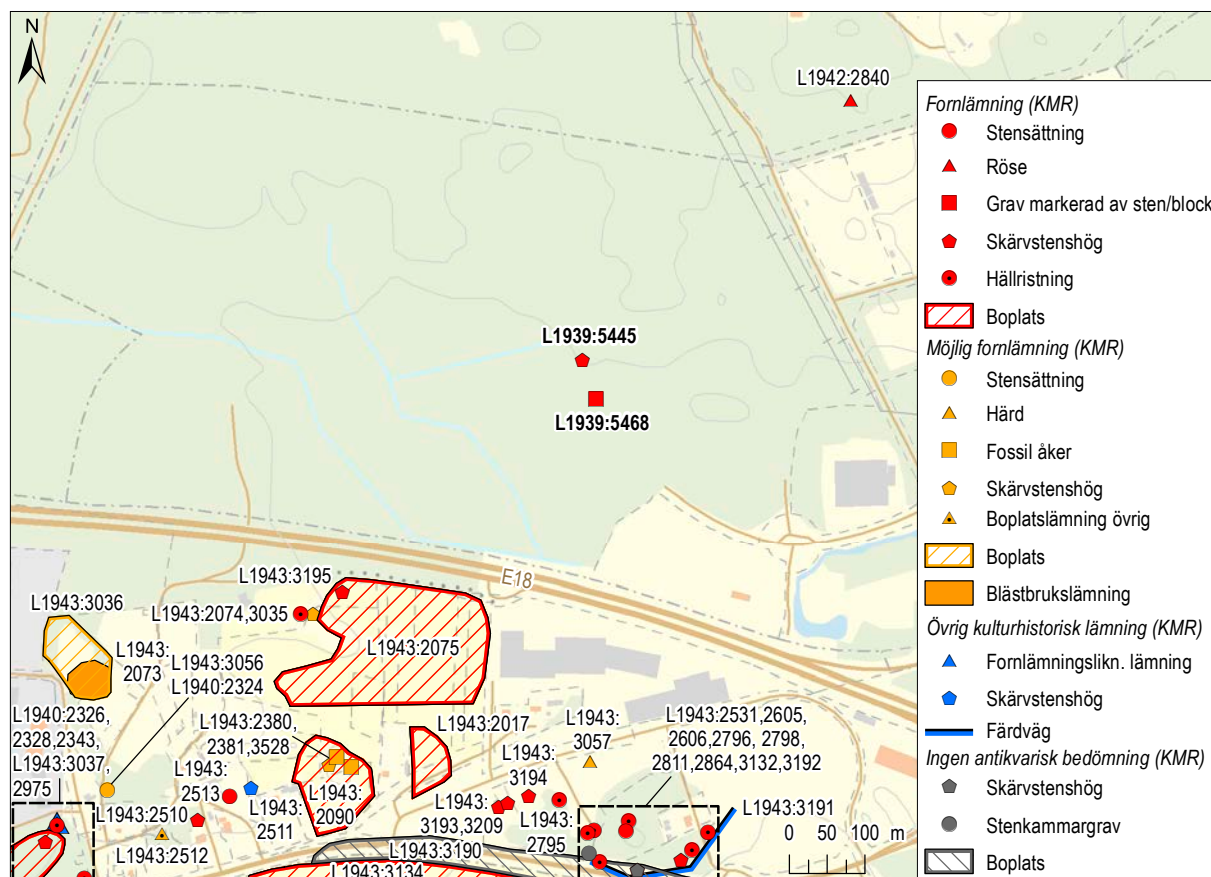 N
L1942:2840
L1939:5445
L1939:5468
E18
L1943:3195
L1943:3036
L1943:2074,3035
L1943:
2073
L1943:3056
L1940:2324
L1943:2075
L1940:2326,
2328,2343,
L1943:3037,
2975
L1943:2380,
2381,3528
L1943:2017
L1943:
3057
L1943:2531,2605,
2606,2796, 2798,
2811,2864,3132,3192
L1943:
2513
L1943:2510
L1943:2512
L1943:
2511
L1943:
2090
L1943:
3194
L1943:
3193,3209
L1943:
2795
L1943:3191
L1943:3190
L1943:3134
0 50 100 m
Fornlämning (KMR)
Stensättning
Röse
Grav markerad av sten/block
Skärvstenshög
Hällristning
Boplats
Möjlig fornlämning (KMR)
Stensättning
Härd
Fossil åker
Skärvstenshög
Boplatslämning övrig
Boplats
Blästbrukslämning
Övrig kulturhistorisk lämning (KMR)
Fornlämningslikn. lämning
Skärvstenshög
Färdväg
Ingen antikvarisk bedömning (KMR)
Skärvstenshög
Stenkammargrav
Boplats